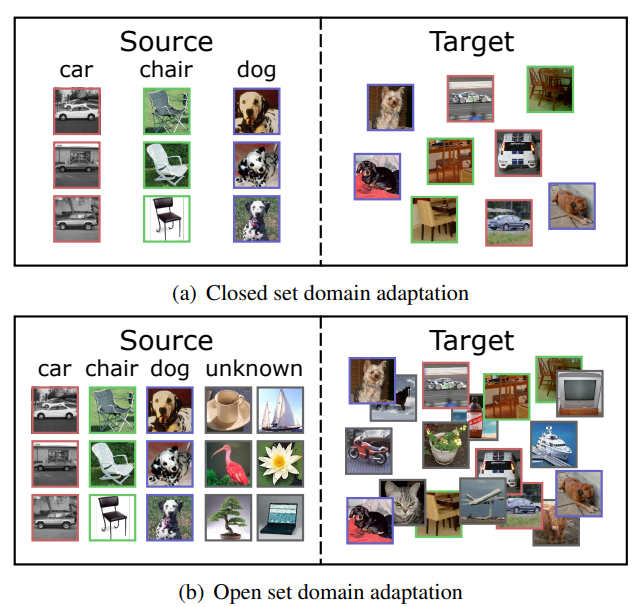 Source Target
car chair dog
(a) Closed set domain adaptation
Source Target
car chair dog unknown
(b) Open set domain adaptation